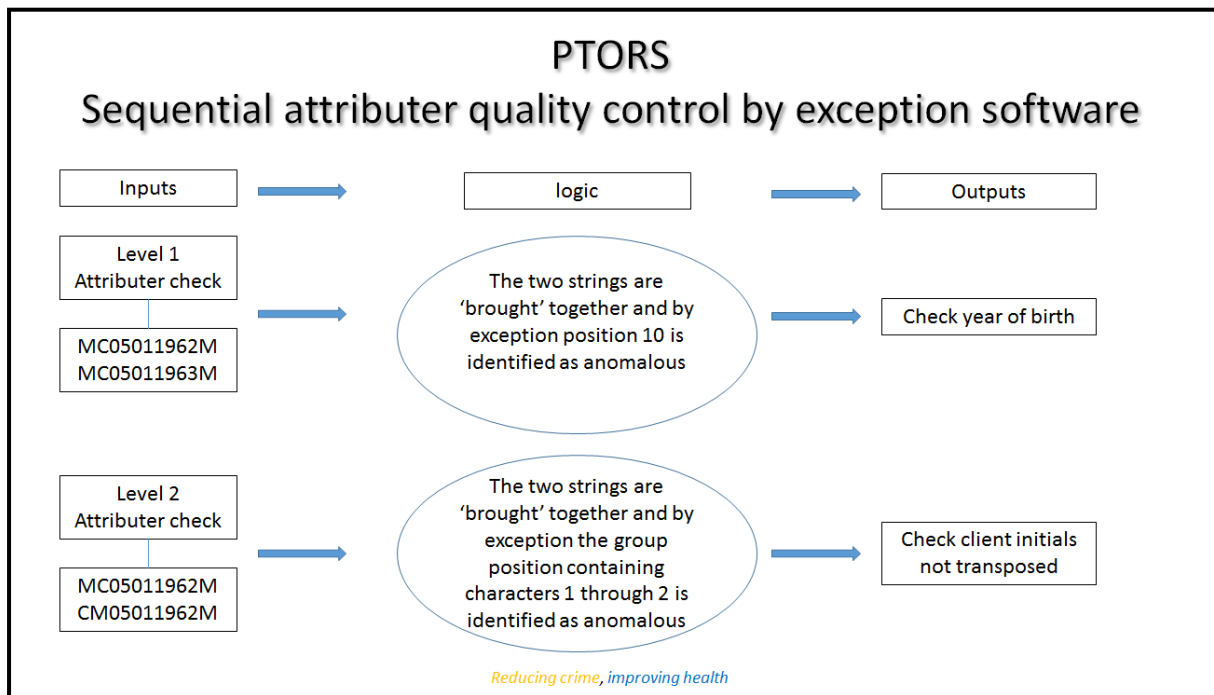 PTORS
Sequential attributer quality control by exception software
Inputs
logic
Outputs
Level 1
Attributer check
MC05011962M
MC05011963M
The two strings are
‘brought’ together and by
exception position 10 is
identified as anomalous
Check year of birth
Level 2
Attributer check
MC05011962M
CM05011962M
The two strings are
‘brought’ together and by
exception the group
position containing
characters 1 through 2 is
identified as anomalous
Check client initials
not transposed
Reducing crime, improving health